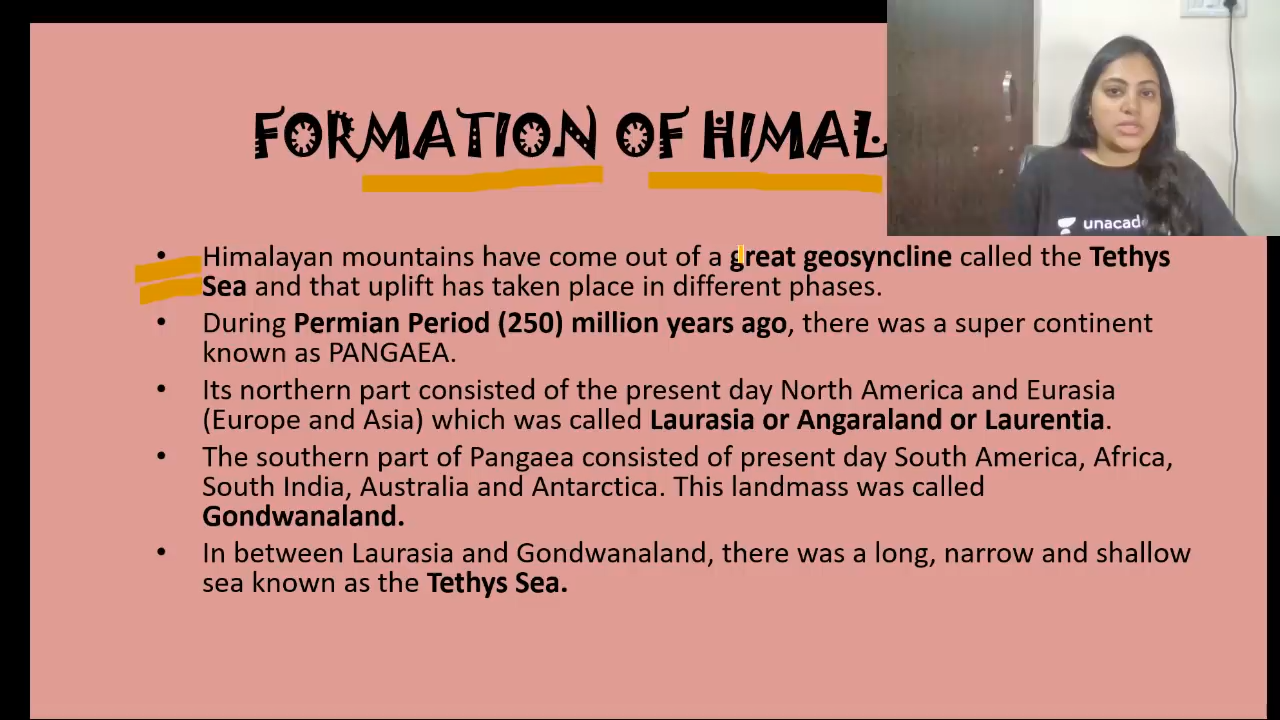 FORMATION OF HIMAL
unacad
• Himalayan mountains have come out of a great geosyncline called the Tethys
Sea and that uplift has taken place in different phases.
• During Permian Period (250) million years ago, there was a super continent
known as PANGAEA.
• Its northern part consisted of the present day North America and Eurasia
(Europe and Asia) which was called Laurasia or Angaraland or Laurentia.
• The southern part of Pangaea consisted of present day South America, Africa,
South India, Australia and Antarctica. This landmass was called
Gondwanaland.
• In between Laurasia and Gondwanaland, there was a long, narrow and shallow
sea known as the Tethys Sea.